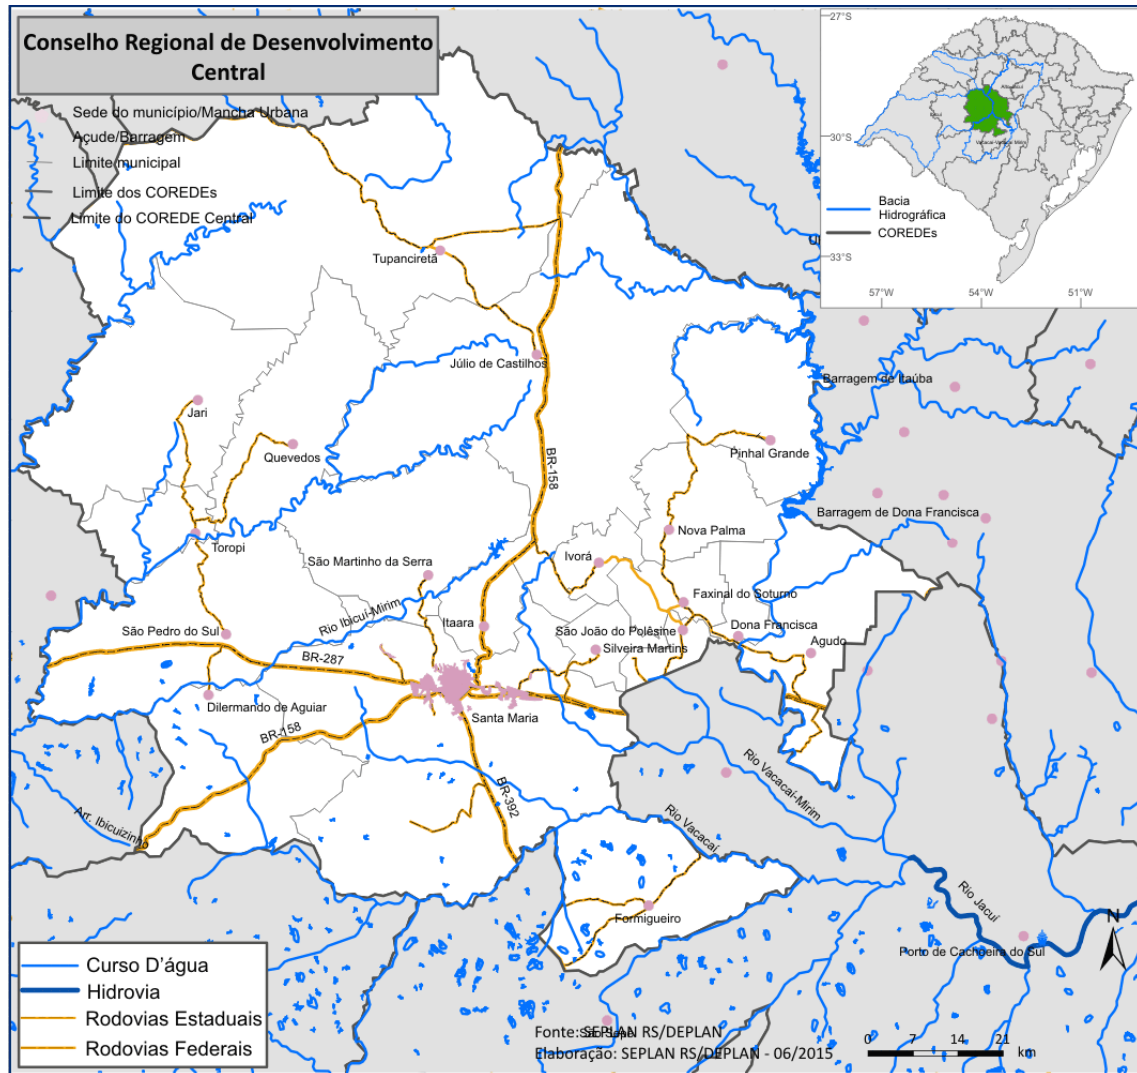 Conselho Regional de Desenvolvimento
Central
Sede do município/Mancha Urbana
Açude/Barragem
Limite municipal
Limite dos COREDEs
Limite do COREDE Central
27°S
30°S
33°S
57°W
54°W
51°W
Bacia
Hidrográfica
COREDEs
Tupanciretã
Júlio de Castilhos
Barragem de Itaúba
Jari
Quevedos
Pinhal Grande
BR-158
Barragem de Dona Francisca
Toropi
Nova Palma
São Martinho da Serra
Ivorá
Rio Ibicuí-Mirim
Faxinal do Soturno
Itaara
São João do Polêsine
Dona Francisca
São Pedro do Sul
Silveira Martins
Agudo
BR-287
Dilermando de Aguiar
Santa Maria
BR-158
BR-392
Rio Vacacaí-Mirim
Arr. Ibicuizinho
Rio Vacacaí
Formigueiro
Rio Jacuí
N
Porto de Cachoeira do Sul
Curso D'água
Hidrovia
Rodovias Estaduais
Rodovias Federais
São Sepé
Fonte: SEPLAN RS/DEPLAN
Elaboração: SEPLAN RS/DEPLAN - 06/2015
0 7 14 21
km